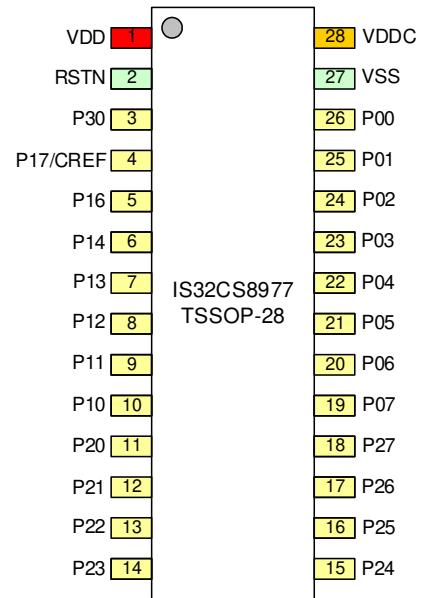 VDD 1 28 VDDC
RSTN 2 27 VSS
P30 3 26 P00
P17/CREF 4 25 P01
P16 5 24 P02
P14 6 23 P03
P13 7 22 P04
IS32CS8977
TSSOP-28
P12 8 21 P05
P11 9 20 P06
P10 10 19 P07
P20 11 18 P27
P21 12 17 P26
P22 13 16 P25
P23 14 15 P24